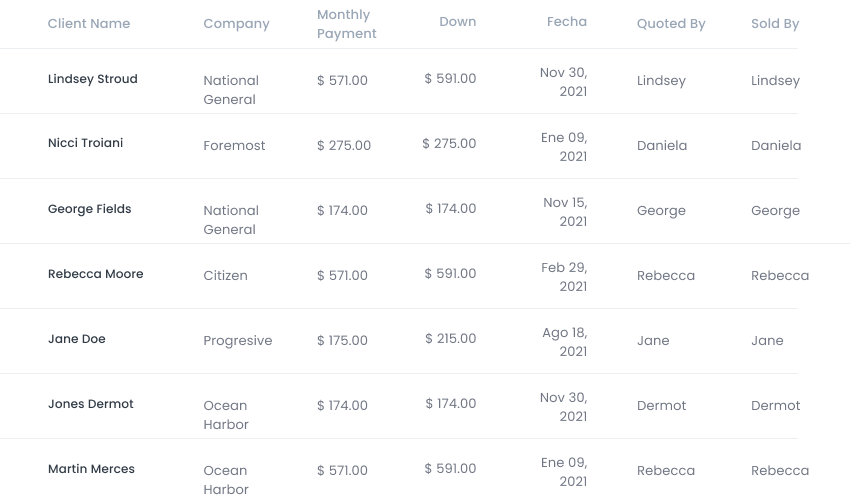 Client Name Company Monthly Payment Down Fecha Quoted By Sold By
Lindsey Stroud National General $ 571.00 $ 591.00 Nov 30, 2021 Lindsey Lindsey
Nicci Troiani Foremost $ 275.00 $ 275.00 Ene 09, 2021 Daniela Daniela
George Fields National General $ 174.00 $ 174.00 Nov 15, 2021 George George
Rebecca Moore Citizen $ 571.00 $ 591.00 Feb 29, 2021 Rebecca Rebecca
Jane Doe Progresive $ 175.00 $ 215.00 Ago 18, 2021 Jane Jane
Jones Dermot Ocean Harbor $ 174.00 $ 174.00 Nov 30, 2021 Dermot Dermot
Martin Merces Ocean Harbor $ 571.00 $ 591.00 Ene 09, 2021 Rebecca Rebecca